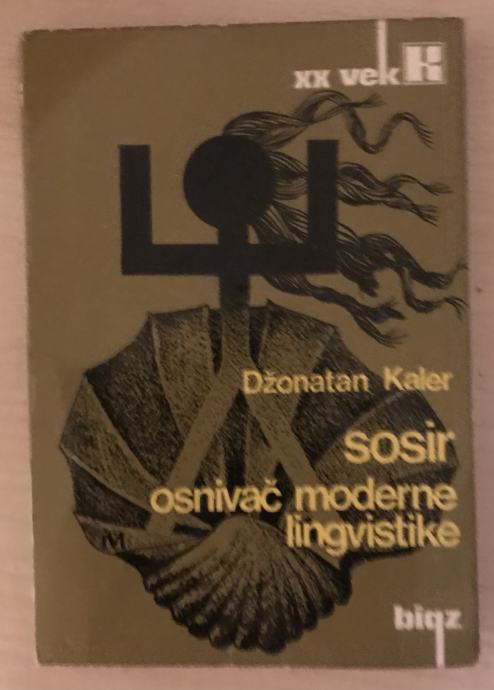 xx vek
Džonatan Kaler
sosir
osnivač moderne
lingvistike
M
bigz